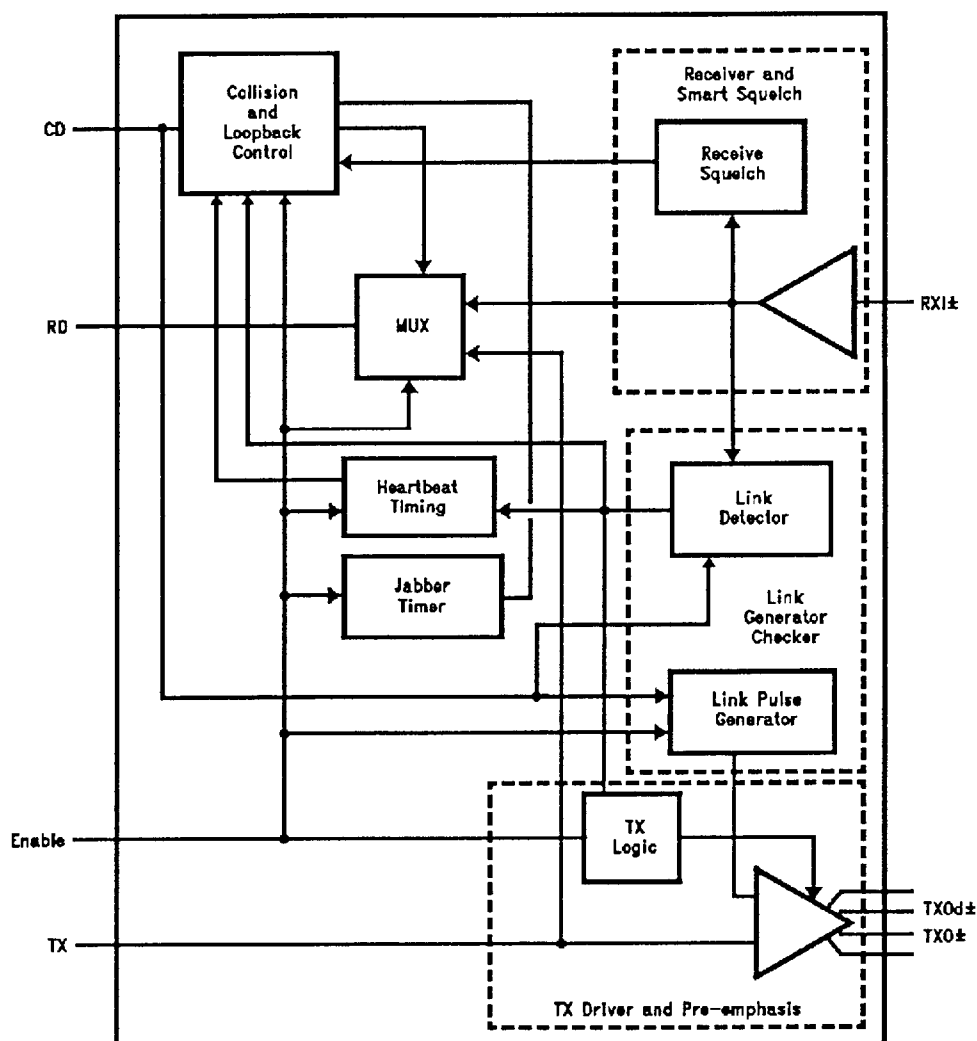 Collision
and
Loopback
Control
Receiver and
Smart Squelch
Receive
Squelch
CD
RXI±
RD
MUX
Heartbeat
Timing
Link
Detector
Jabber
Timer
Link
Generator
Checker
Link Pulse
Generator
Enable
TX
Logic
TXOd±
TXO±
TX
TX Driver and Pre-emphasis